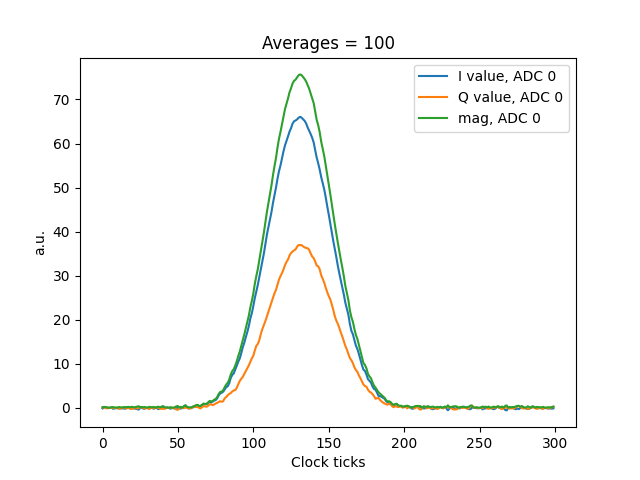 Averages = 100
I value, ADC 0
Q value, ADC 0
mag, ADC 0
70
60
50
40
30
20
10
0
a.u.
0 50 100 150 200 250 300
Clock ticks